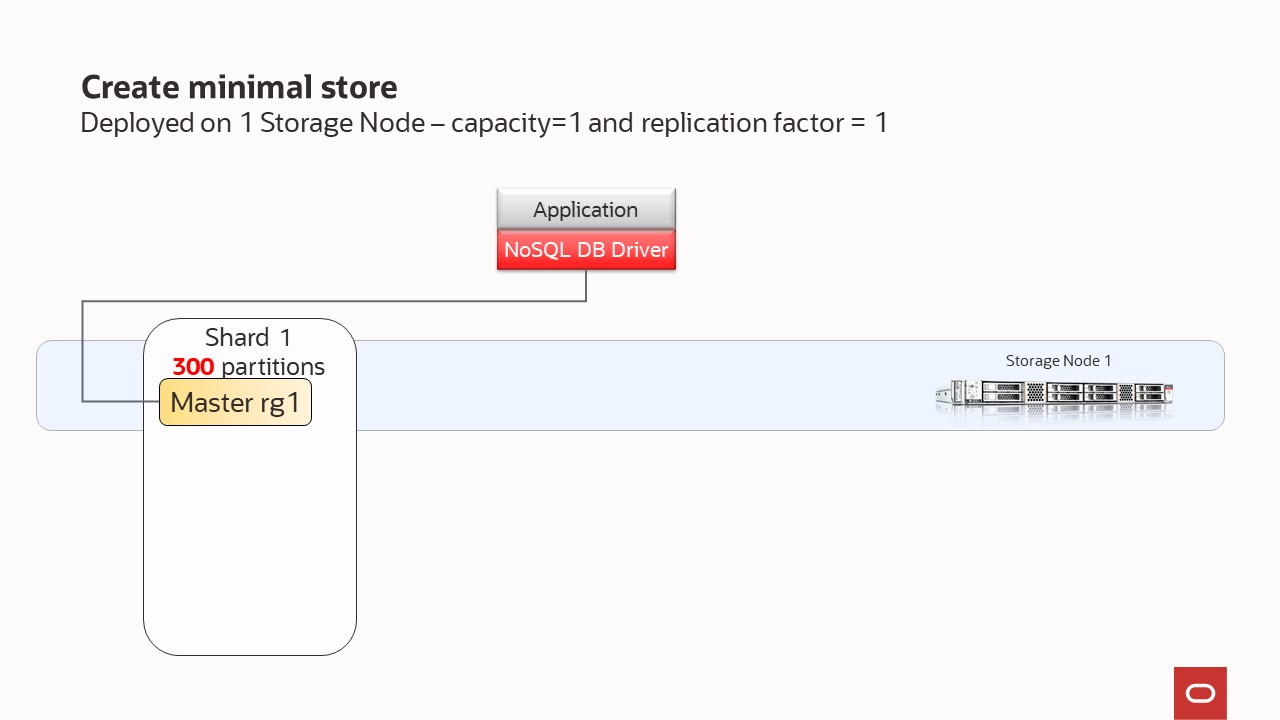 Create minimal store
Deployed on 1 Storage Node – capacity=1 and replication factor = 1
Application
NoSQL DB Driver
Shard 1
300 partitions
Master rg1
Storage Node 1